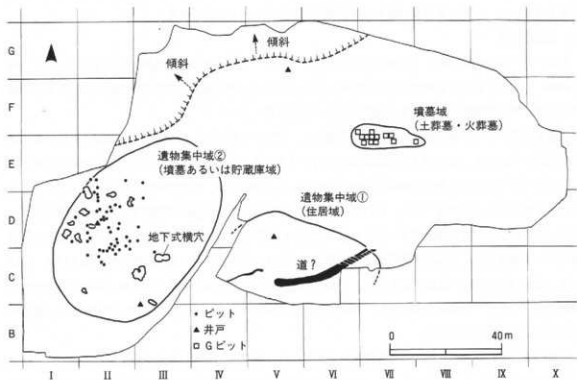 G
F
E
D
C
B
傾斜
傾斜
墳墓域
(土葬墓・火葬墓)
遺物集中域②
(墳墓あるいは貯蔵庫域)
遺物集中域①
(住居域)
地下式横穴
道?
・ピット
▲井戸
□Gピット
0 40m
I II III IV V VI VII VIII IX X